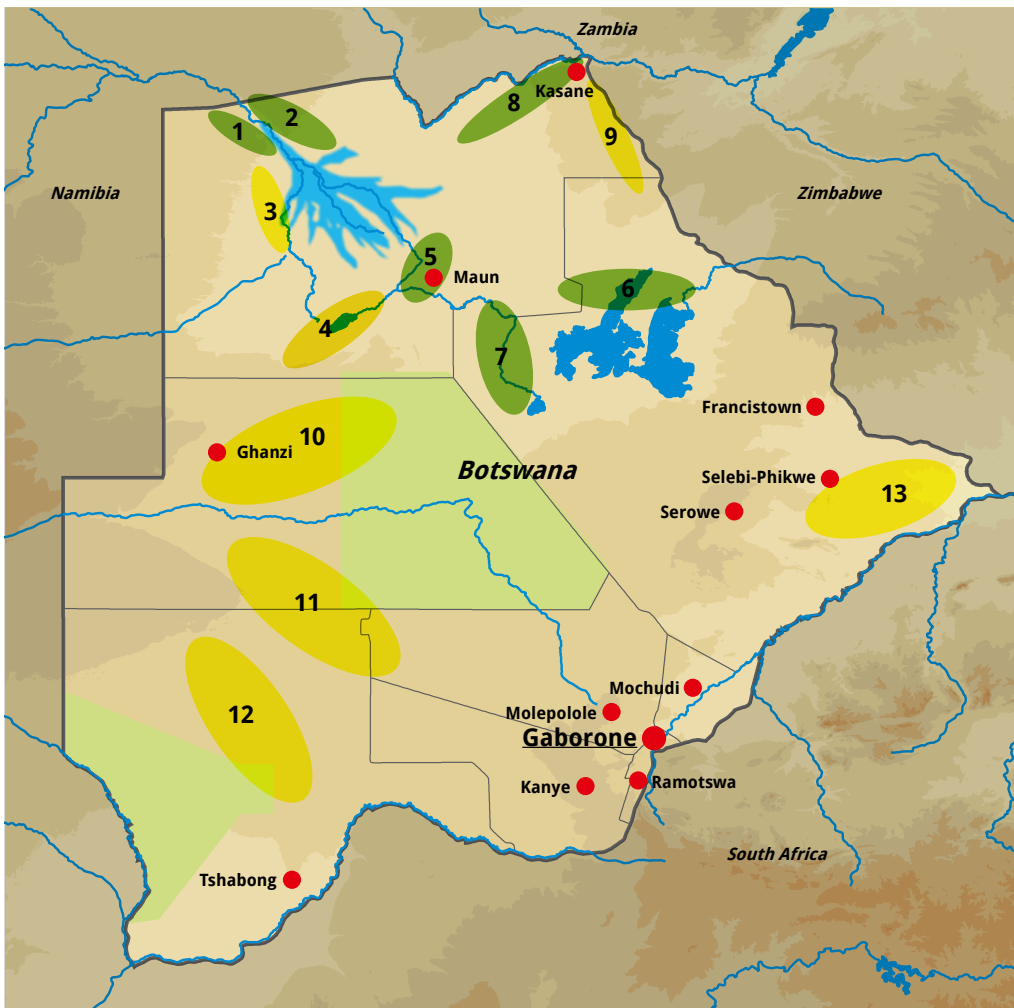 Zambia
Kasane
8
2
1
9
Namibia
Zimbabwe
3
5
Maun
6
4
7
Francistown
10
Ghanzi
Botswana
Selebi-Phikwe
13
Serowe
11
Mochudi
12
Molepolole
Gaborone
Kanye
Ramotswa
South Africa
Tshabong